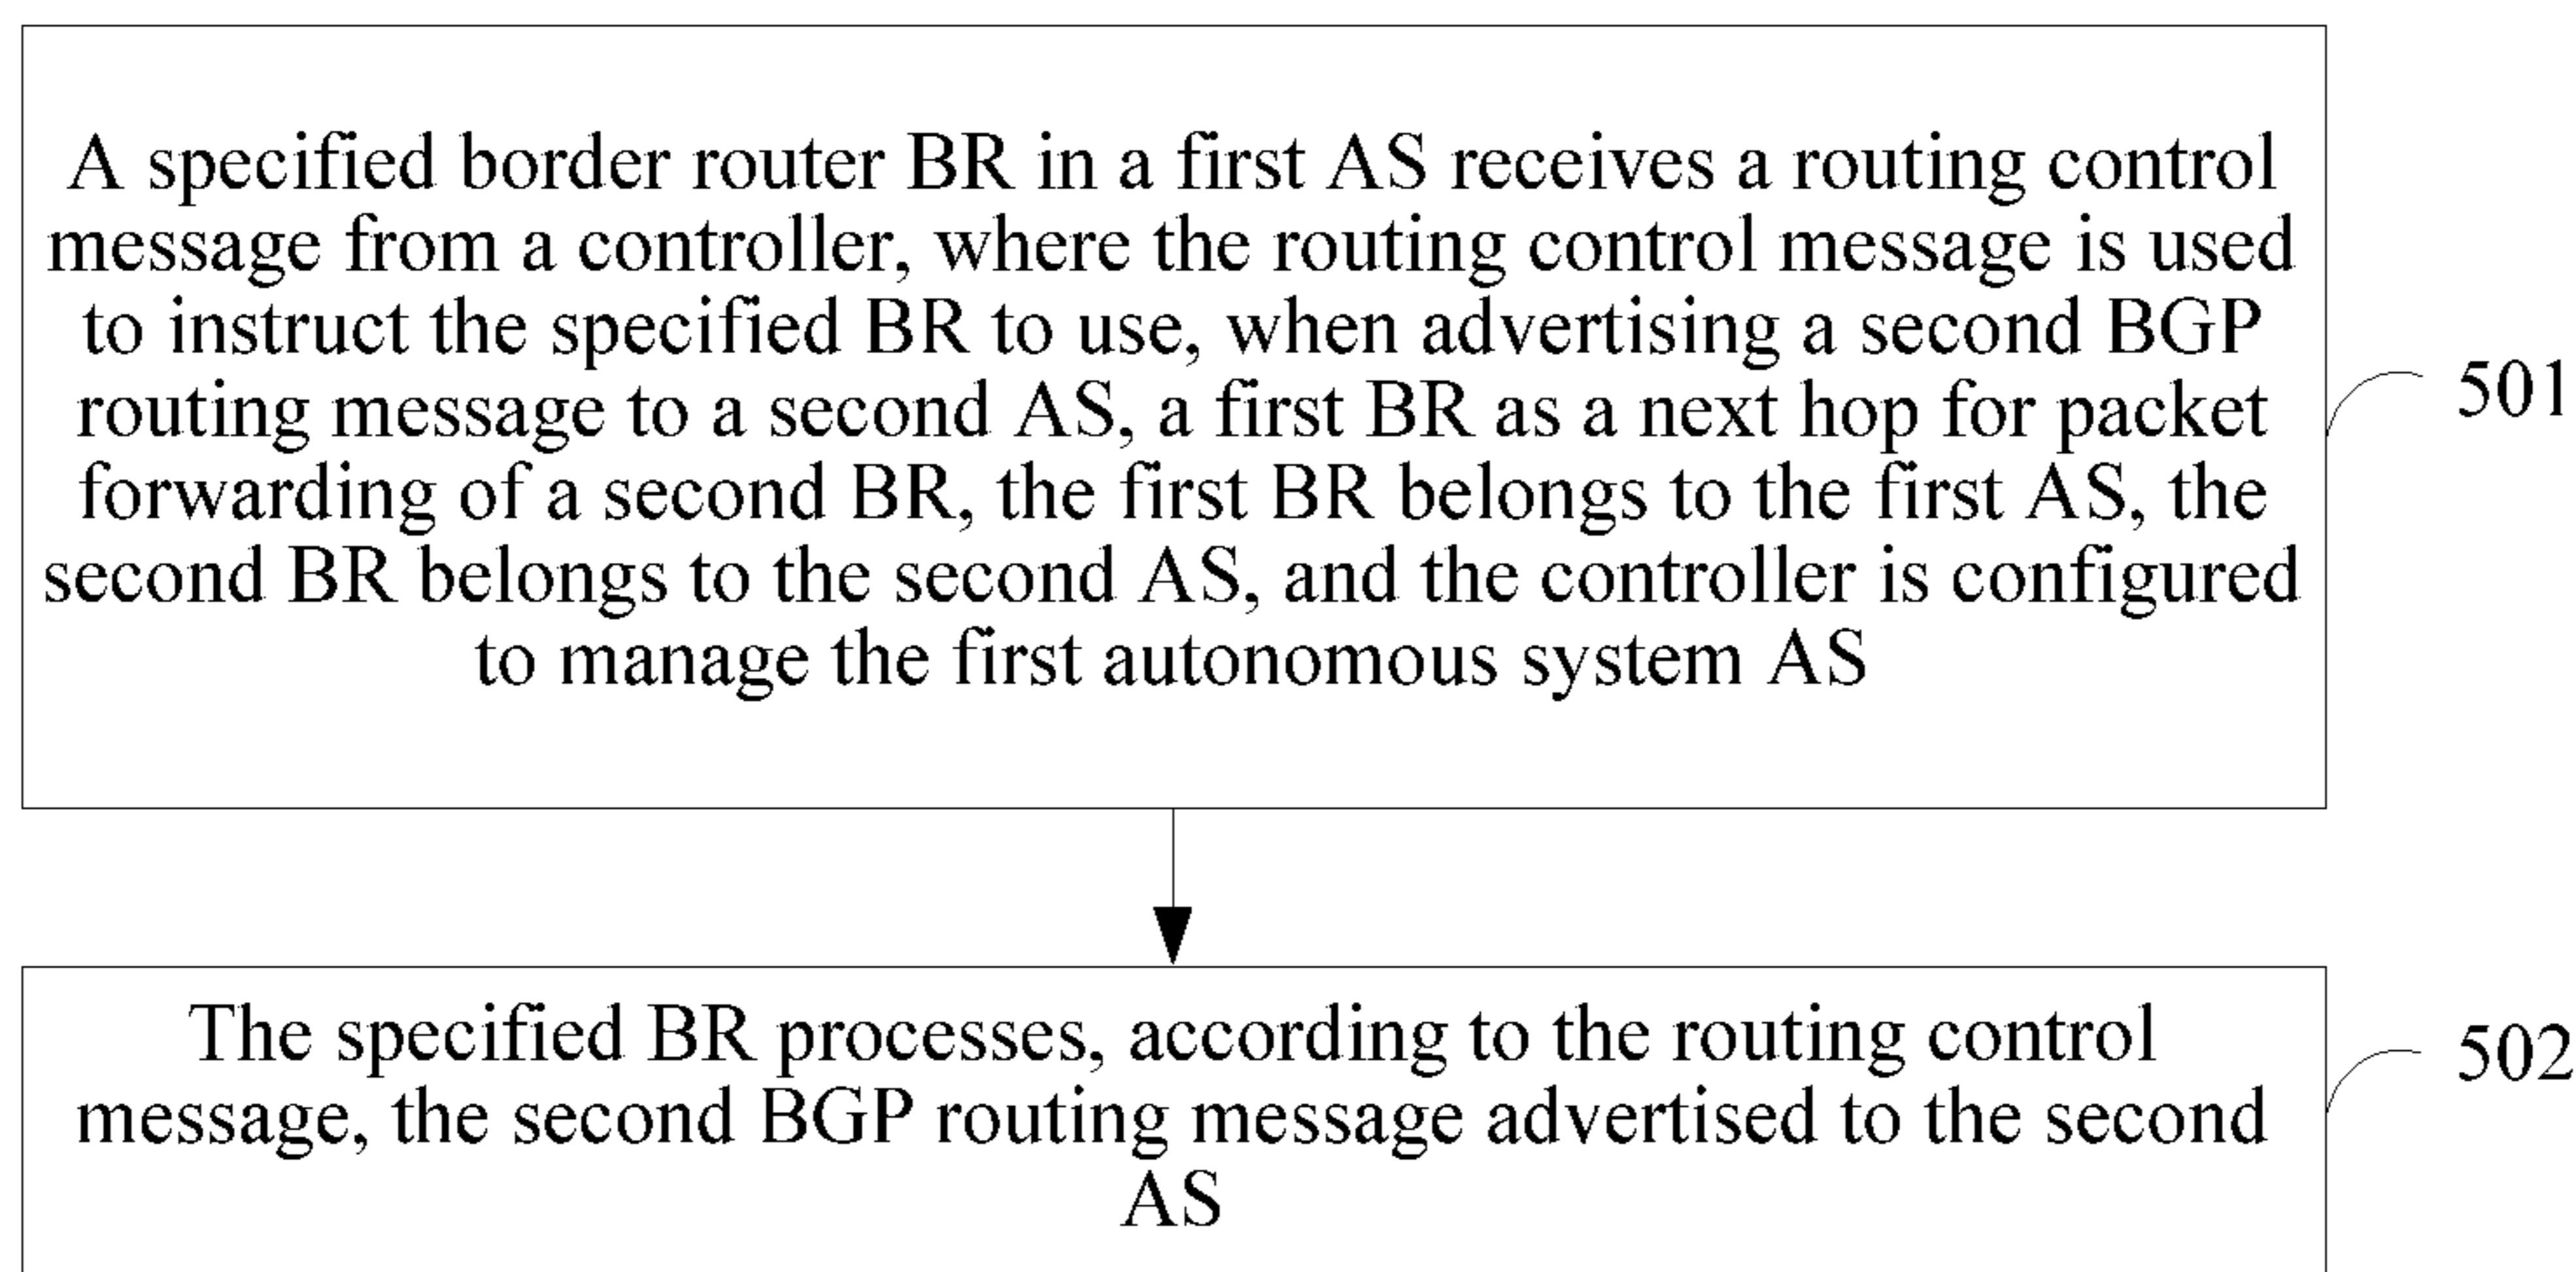 A specified border router BR in a first AS receives a routing control
message from a controller, where the routing control message is used
to instruct the specified BR to use, when advertising a second BGP
routing message to a second AS, a first BR as a next hop for packet
forwarding of a second BR, the first BR belongs to the first AS, the
second BR belongs to the second AS, and the controller is configured
to manage the first autonomous system AS
501
The specified BR processes, according to the routing control
message, the second BGP routing message advertised to the second
AS
502